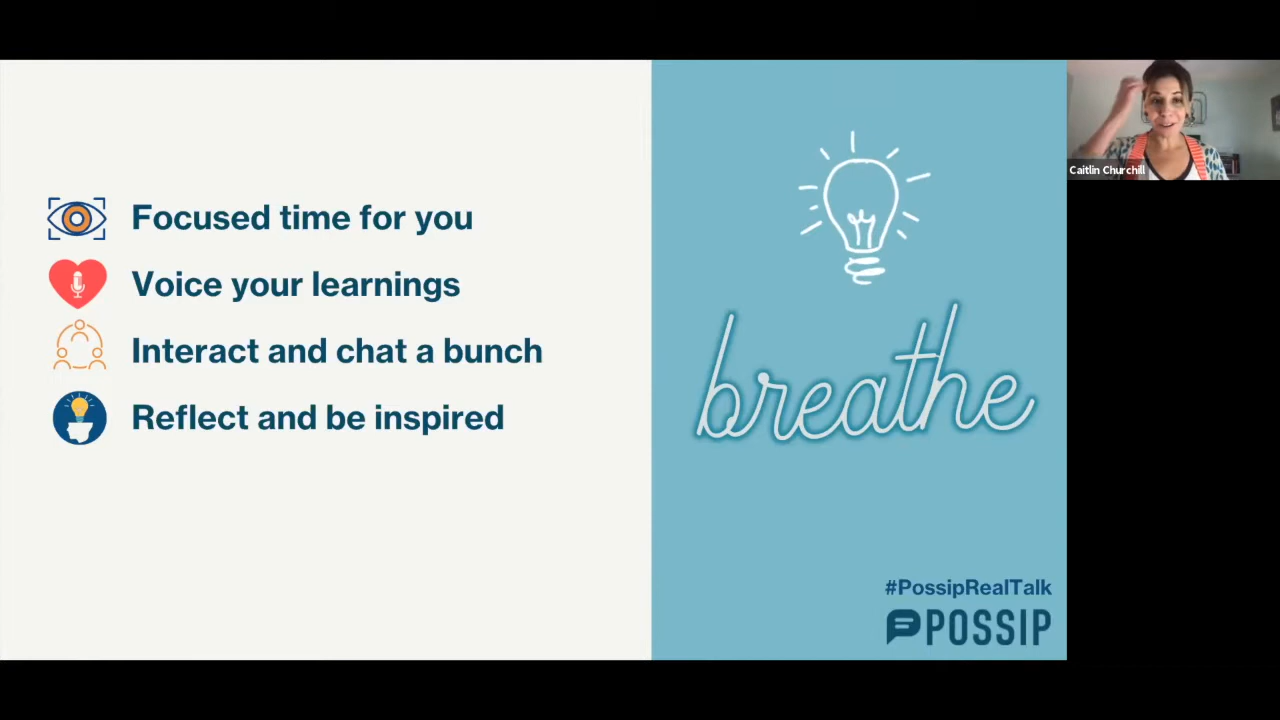 Focused time for you
Voice your learnings
Interact and chat a bunch
Reflect and be inspired
breathe
#PossipRealTalk
POSSIP
Caitlin Churchill